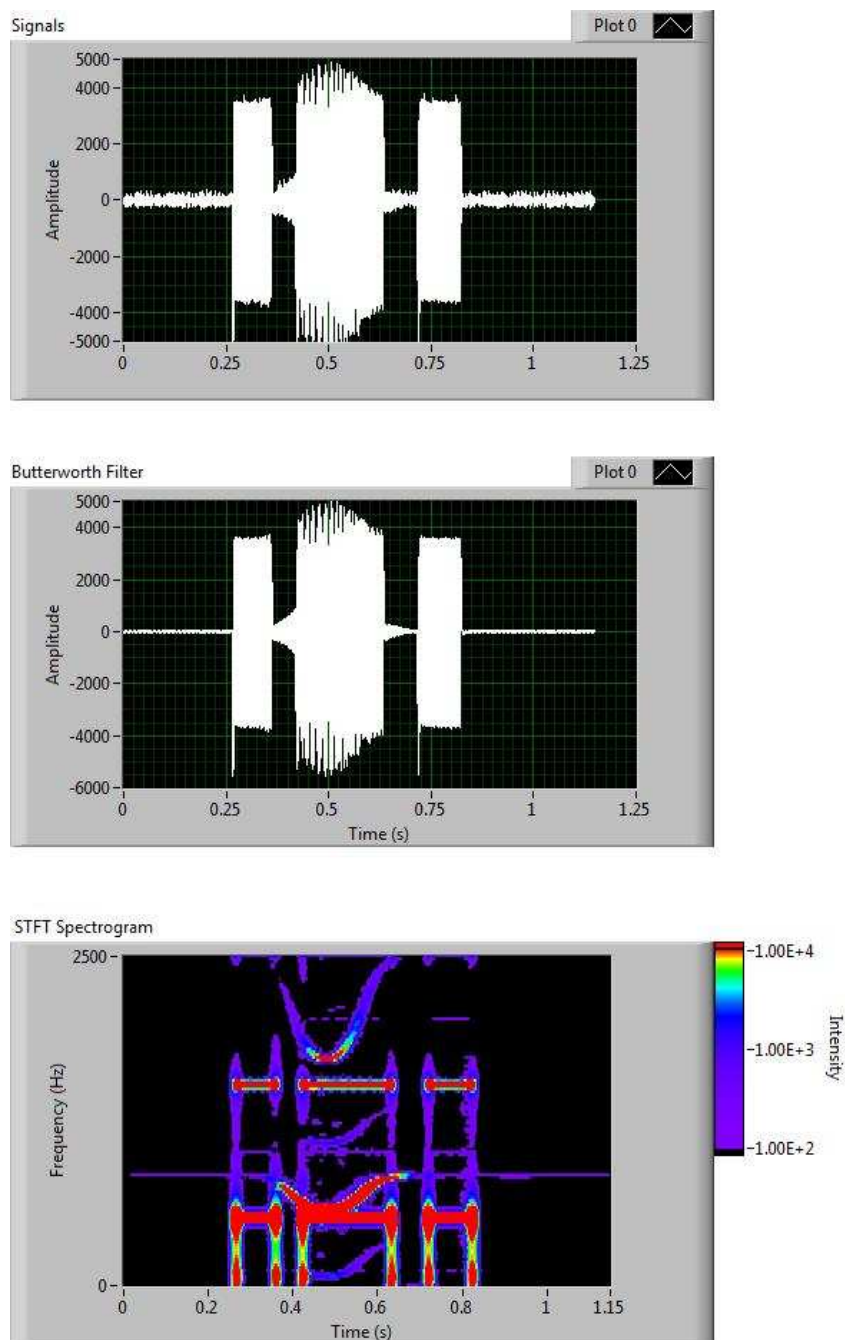 Signals
Plot 0
5000
4000
2000
0
-2000
-4000
-5000
Amplitude
0 0.25 0.5 0.75 1 1.25
Butterworth Filter
Plot 0
5000
4000
2000
0
-2000
-4000
-6000
Amplitude
0 0.25 0.5 0.75 1 1.25
Time (s)
STFT Spectrogram
2500
0
Frequency (Hz)
0 0.2 0.4 0.6 0.8 1 1.15
Time (s)
-1.00E+4
-1.00E+3
-1.00E+2
Intensity